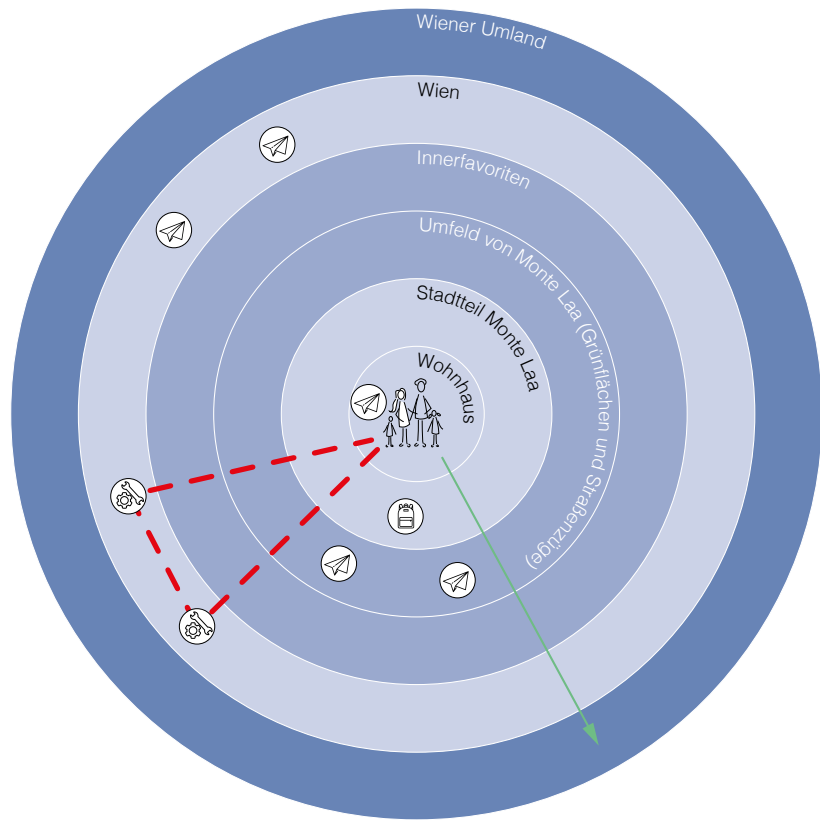 Wiener Umland
Wien
Innerfavoriten
Umfeld von Monte Laa (Grünflächen und Straßenzüge)
Stadtteil Monte Laa
Wohnhaus